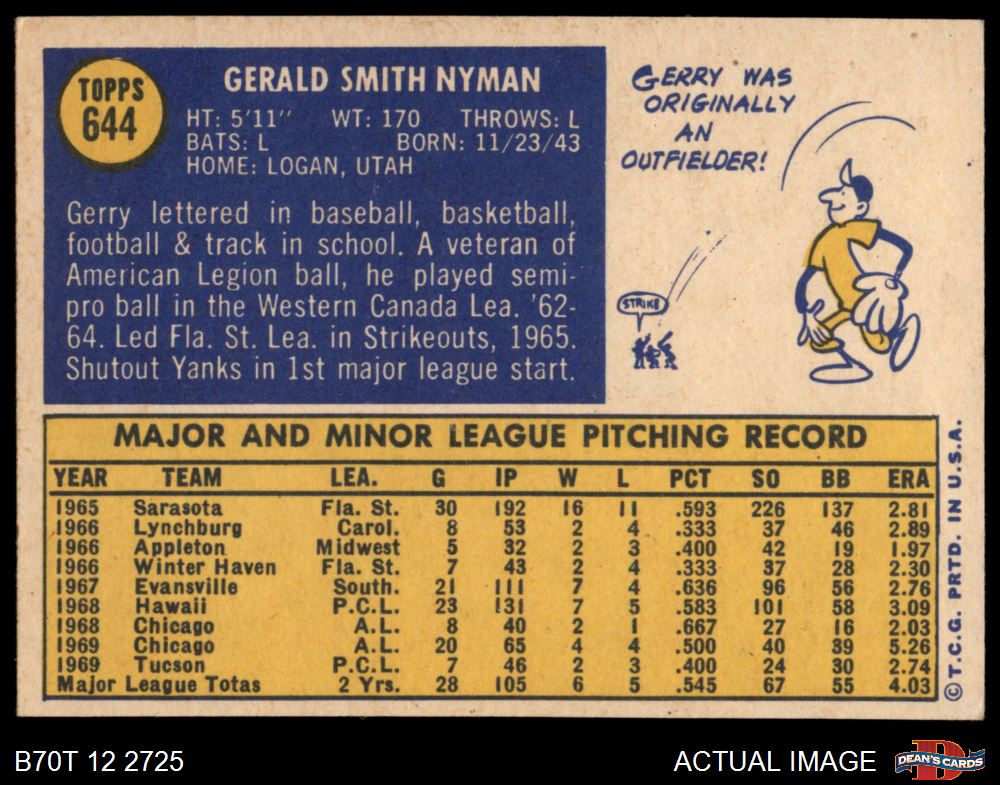 TOPPS
644
GERALD SMITH NYMAN
HT: 5'11" WT: 170 THROWS: L
BATS: L BORN: 11/23/43
HOME: LOGAN, UTAH
Gerry lettered in baseball, basketball,
football & track in school. A veteran of
American Legion ball, he played semi-
pro ball in the Western Canada Lea. '62-
64. Led Fla. St. Lea. in Strikeouts, 1965.
Shutout Yanks in 1st major league start.
GERRY WAS
ORIGINALLY
AN
OUTFIELDER!
STRIKE
MAJOR AND MINOR LEAGUE PITCHING RECORD
YEAR TEAM LEA. G IP W L PCT SO BB ERA
1965 Sarasota Fla. St. 30 192 16 11 .593 226 137 2.81
1966 Lynchburg Carol. 8 53 2 4 .333 37 46 2.89
1966 Appleton Midwest 5 32 2 3 .400 42 19 1.97
1966 Winter Haven Fla. St. 7 43 2 4 .333 37 28 2.30
1967 Evansville South. 21 111 7 4 .636 96 56 2.76
1968 Hawaii P.C.L. 23 131 7 5 .583 101 58 3.09
1968 Chicago A.L. 8 40 2 1 .667 27 16 2.03
1969 Chicago A.L. 20 65 4 4 .500 40 39 5.26
1969 Tucson P.C.L. 7 46 2 3 .400 24 30 2.74
Major League Totas 2 Yrs. 28 105 6 5 .545 67 55 4.03
© T.C.G. PRTD. IN U.S.A.
B70T 12 2725
ACTUAL IMAGE
D
DEAN'S CARDS